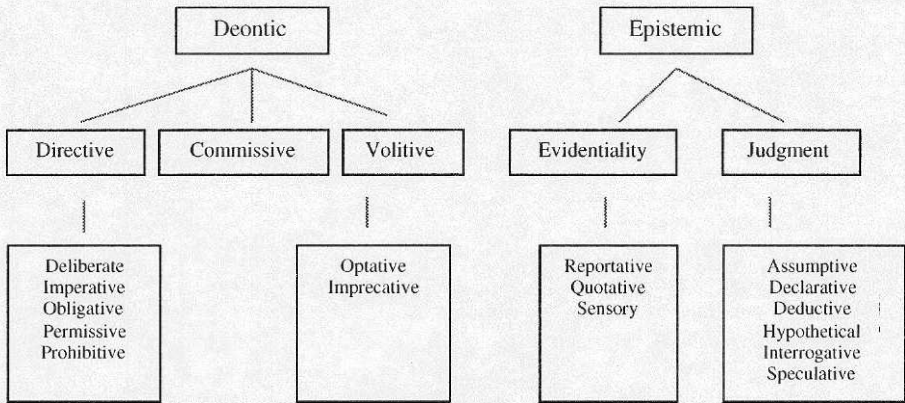 Deontic
Epistemic
Directive
Commissive
Volitive
Evidentiality
Judgment
Deliberate
Imperative
Obligative
Permissive
Prohibitive
Optative
Imprecative
Reportative
Quotative
Sensory
Assumptive
Declarative
Deductive
Hypothetical
Interrogative
Speculative